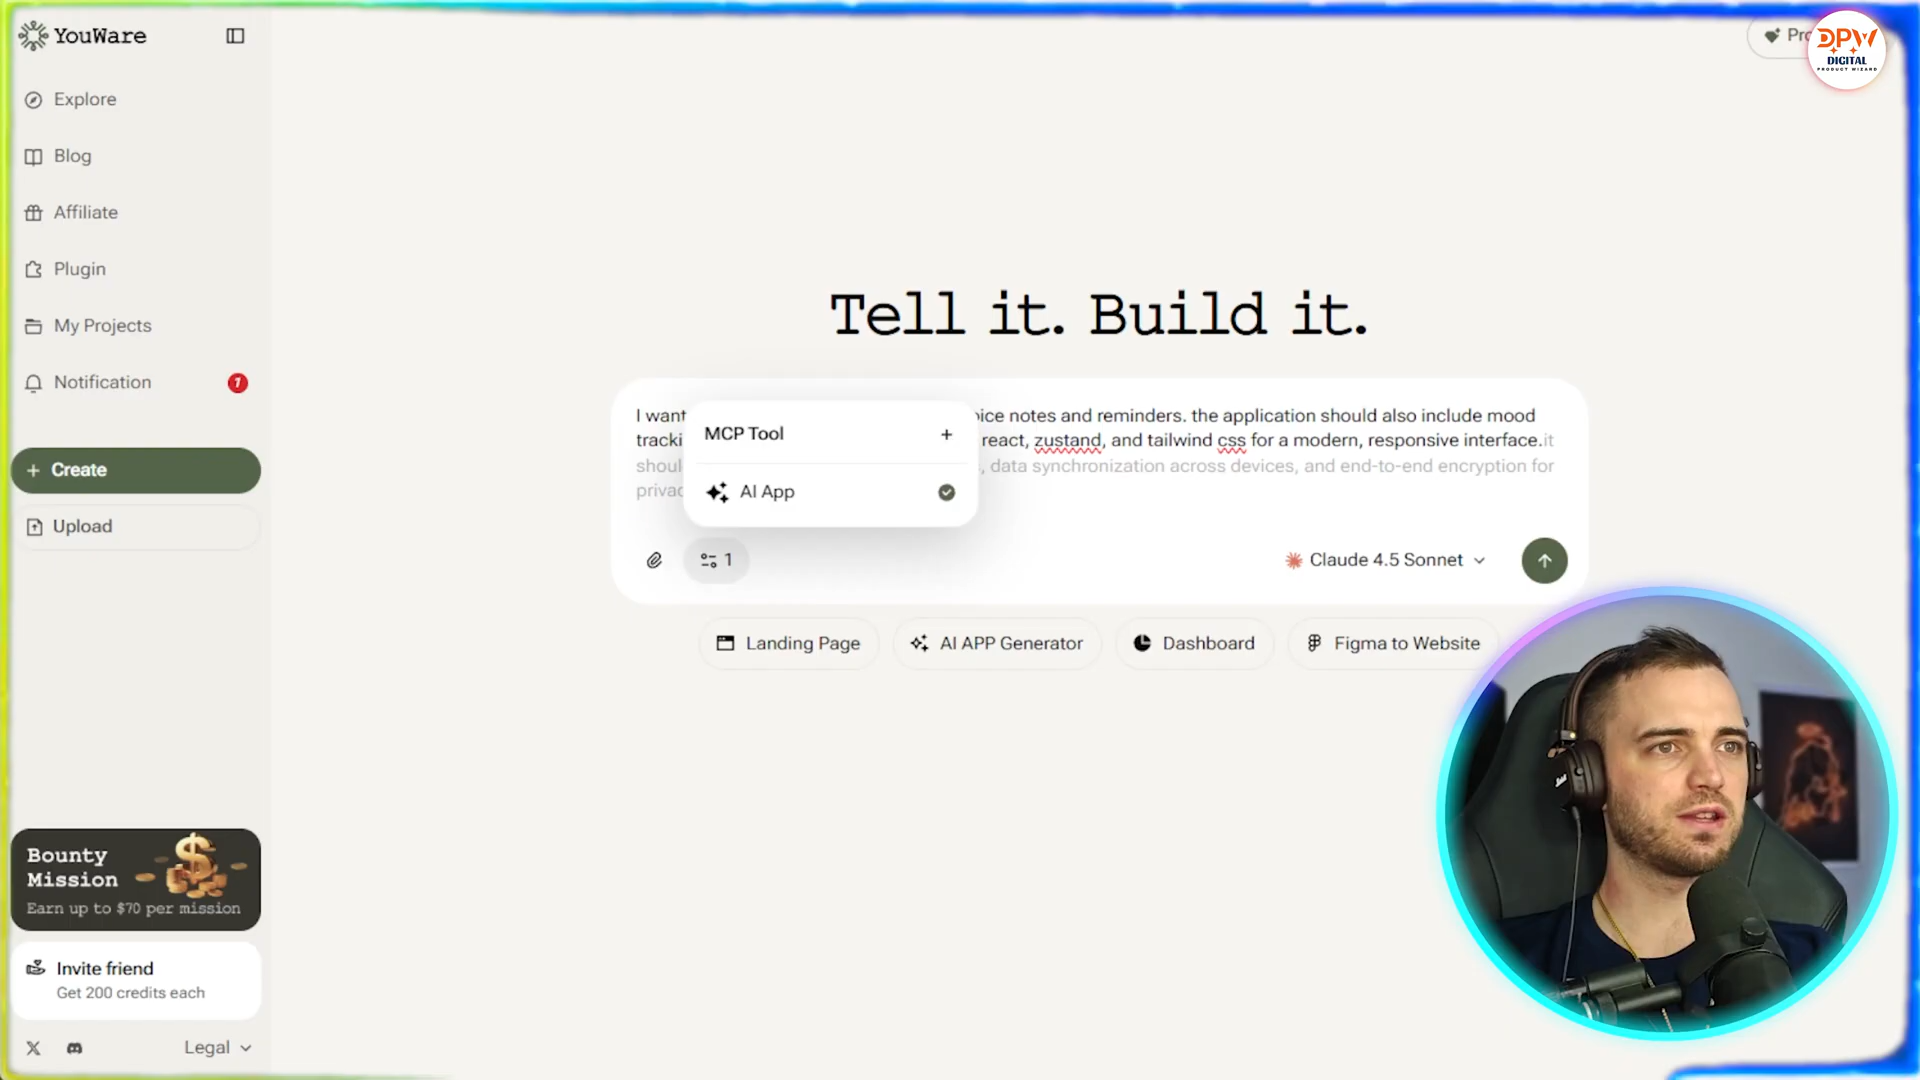 YouWare
Explore
Blog
Affiliate
Plugin
My Projects
Notification
1
+ Create
Upload
Bounty
Mission
Earn up to $70 per mission
Invite friend
Get 200 credits each
Legal
DPW
DIGITAL
PRODUCT WIZARD
Tell it. Build it.
I want
oice notes and reminders. the application should also include mood
tracki
react, zustand, and tailwind css for a modern, responsive interface.it
shoul
, data synchronization across devices, and end-to-end encryption for
privac
MCP Tool +
AI App
1
Claude 4.5 Sonnet
Landing Page
AI APP Generator
Dashboard
Figma to Website